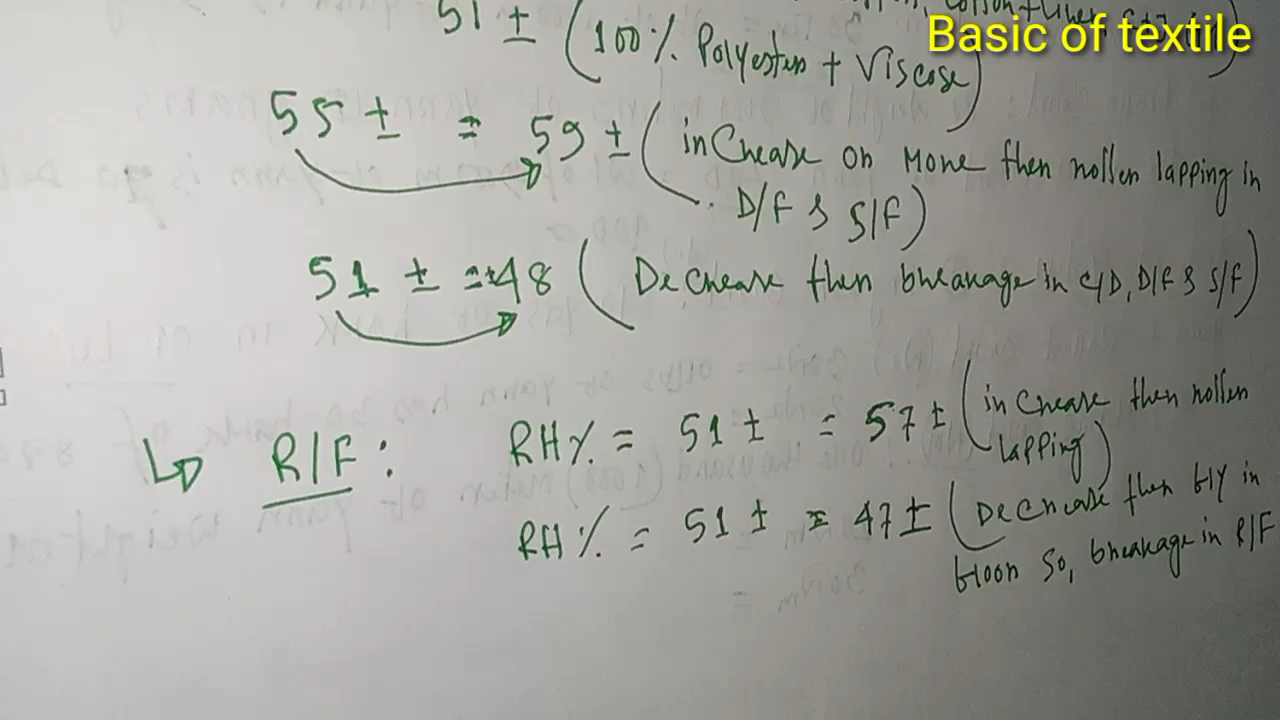 Basic of textile
51 ± (100% Polyester + Viscose)
55 ± = 59 ± (increase or more then roller lapping in
D/F & S/F)
51 ± = 48 (Decrease then breakage in C/D, D/F & S/F)
R/F: RH% = 51 ± = 57 ± (increase then roller
lapping)
RH% = 51 ± = 47 ± (Decrease then fly in
floor so, breakage in R/F